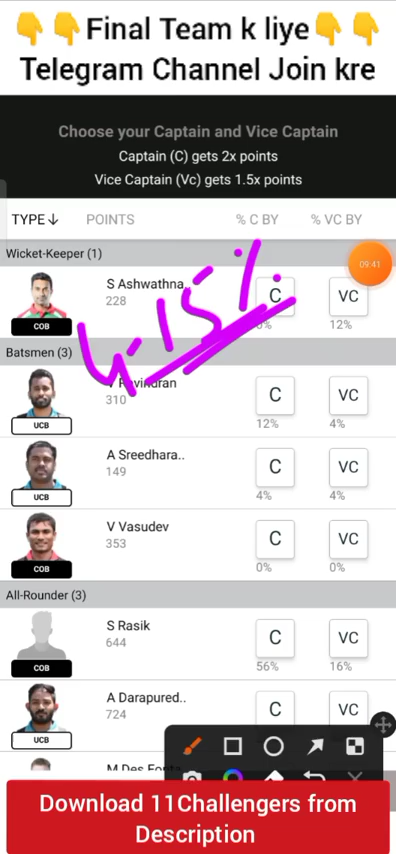 👇👇Final Team k liye👇👇
Telegram Channel Join kre
Choose your Captain and Vice Captain
Captain (C) gets 2x points
Vice Captain (Vc) gets 1.5x points
TYPE↓ POINTS % C BY % VC BY
Wicket-Keeper (1)
09:41
S Ashwathna..
228
C VC
COB
12%
4-15%
Batsmen (3)
V Ravindran
310
C VC
UCB
12% 4%
A Sreedhara..
149
C VC
UCB
4% 4%
V Vasudev
353
C VC
COB
0% 0%
All-Rounder (3)
S Rasik
644
C VC
COB
56% 16%
A Darapured..
724
C VC
UCB
M Des Fonta
Download 11Challengers from
Description